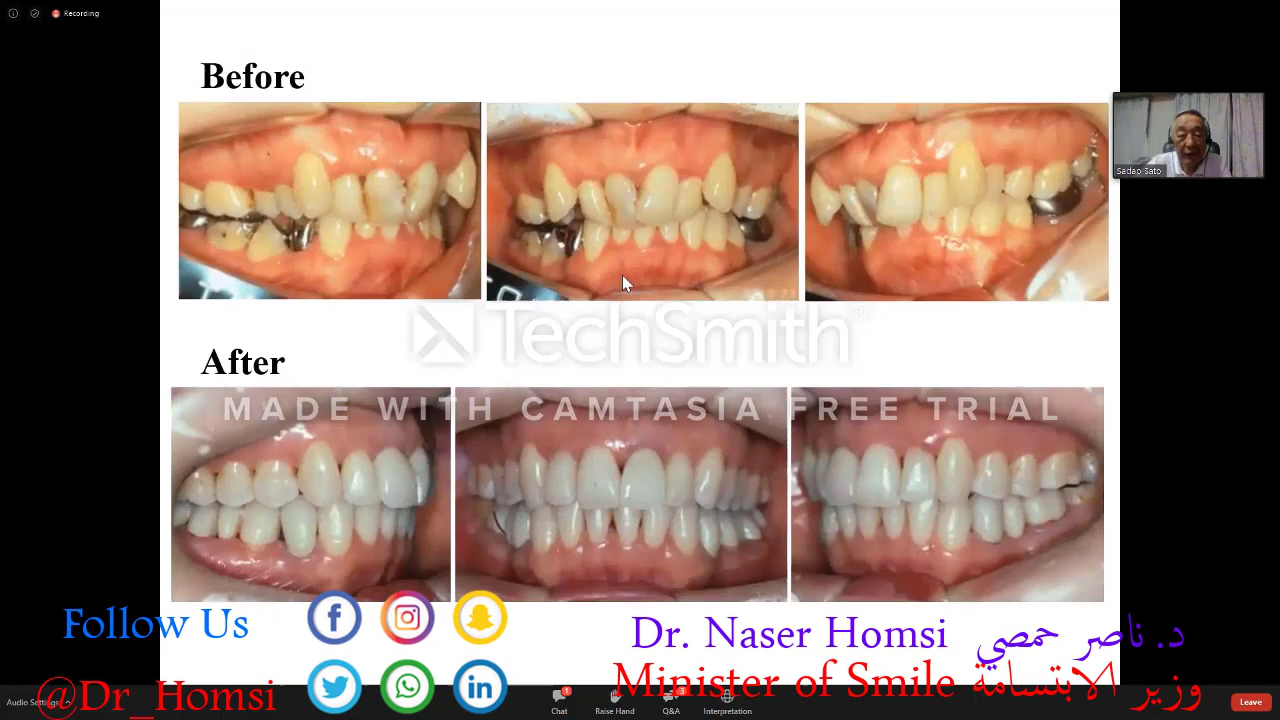 Recording
Before
Sadao Sato
TechSmith
After
MADE WITH CAMTASIA FREE TRIAL
Follow Us
Dr. Naser Homsi د. ناصر حمصي
@Dr_Homsi
Minister of Smile وزير الابتسامة
Audio Settings
Chat
Raise Hand
Q&A
Interpretation
Leave